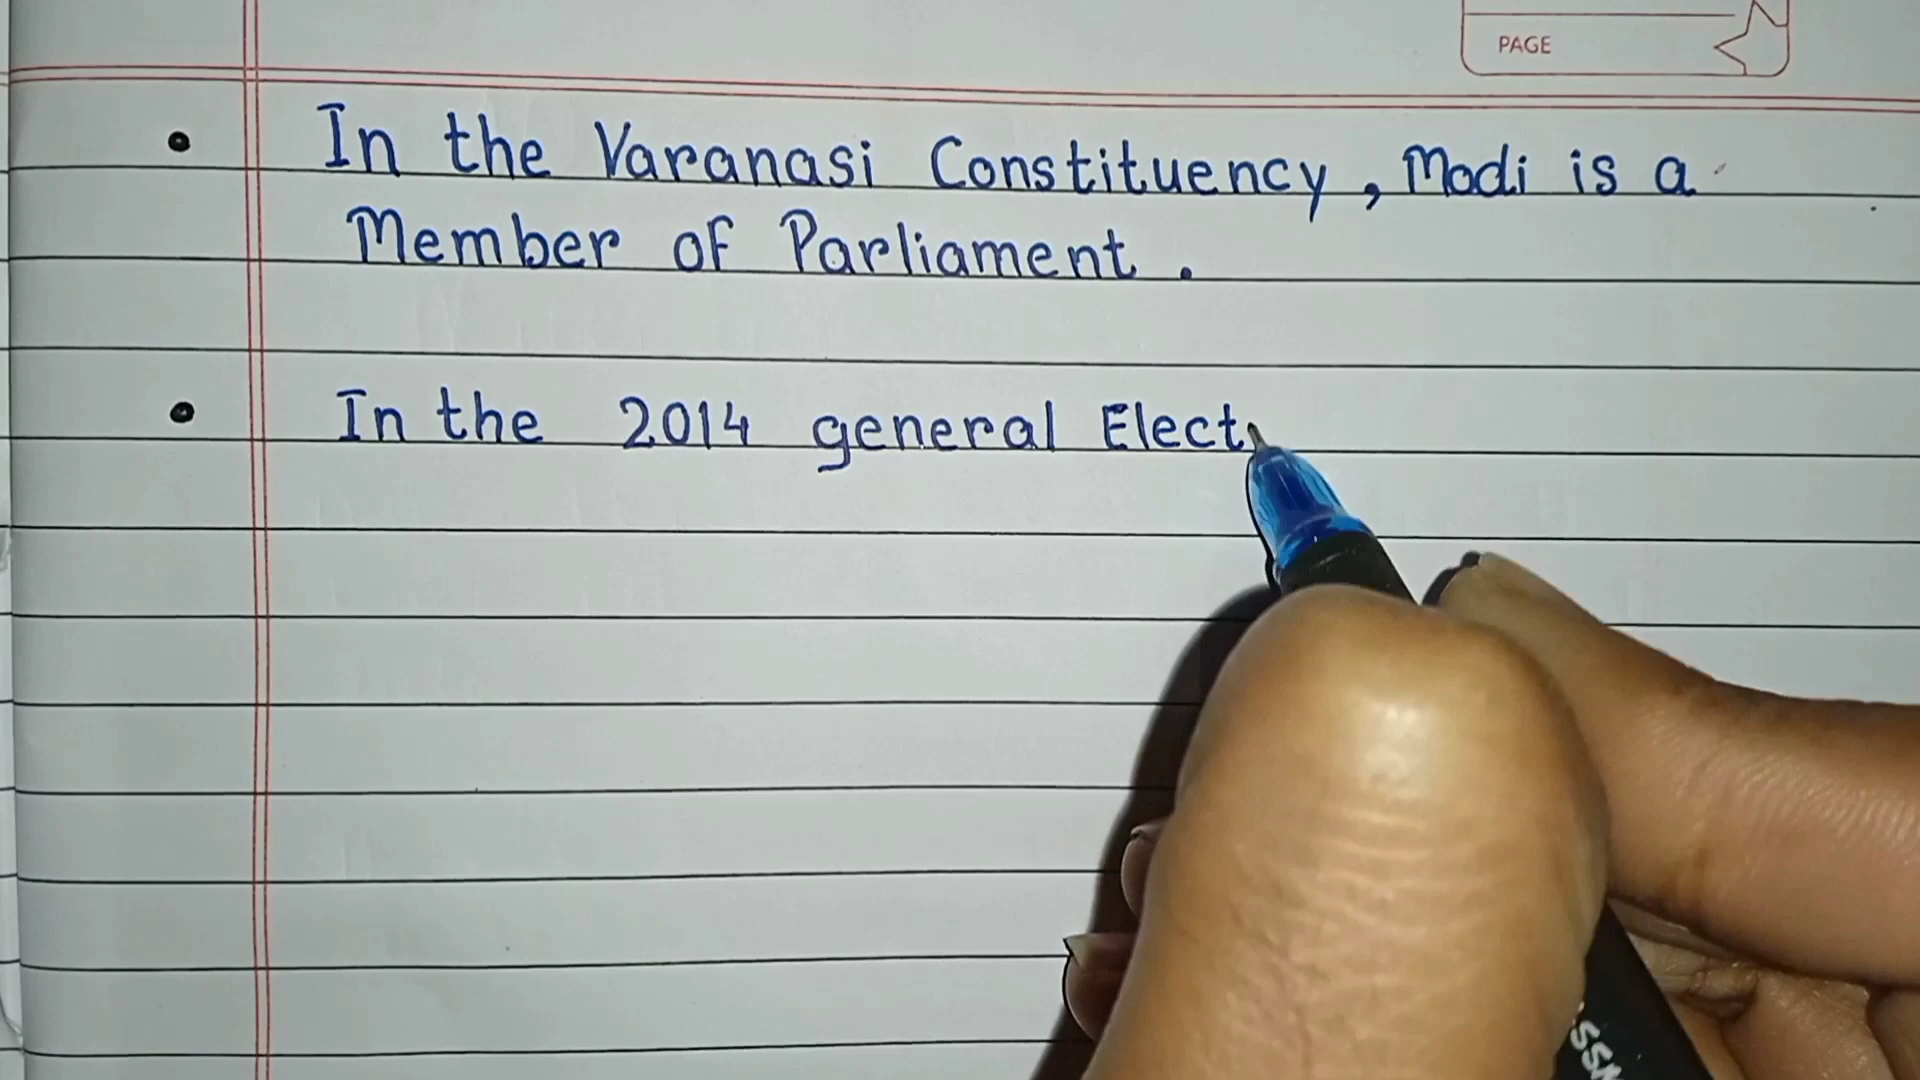 PAGE
• In the Varanasi Constituency, Modi is a
Member of Parliament.
• In the 2014 general Elect